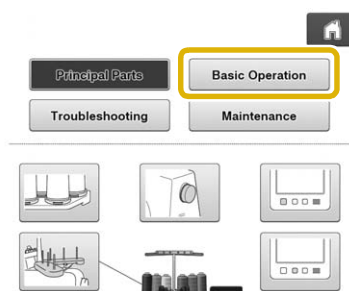 Principal Parts
Basic Operation
Troubleshooting
Maintenance